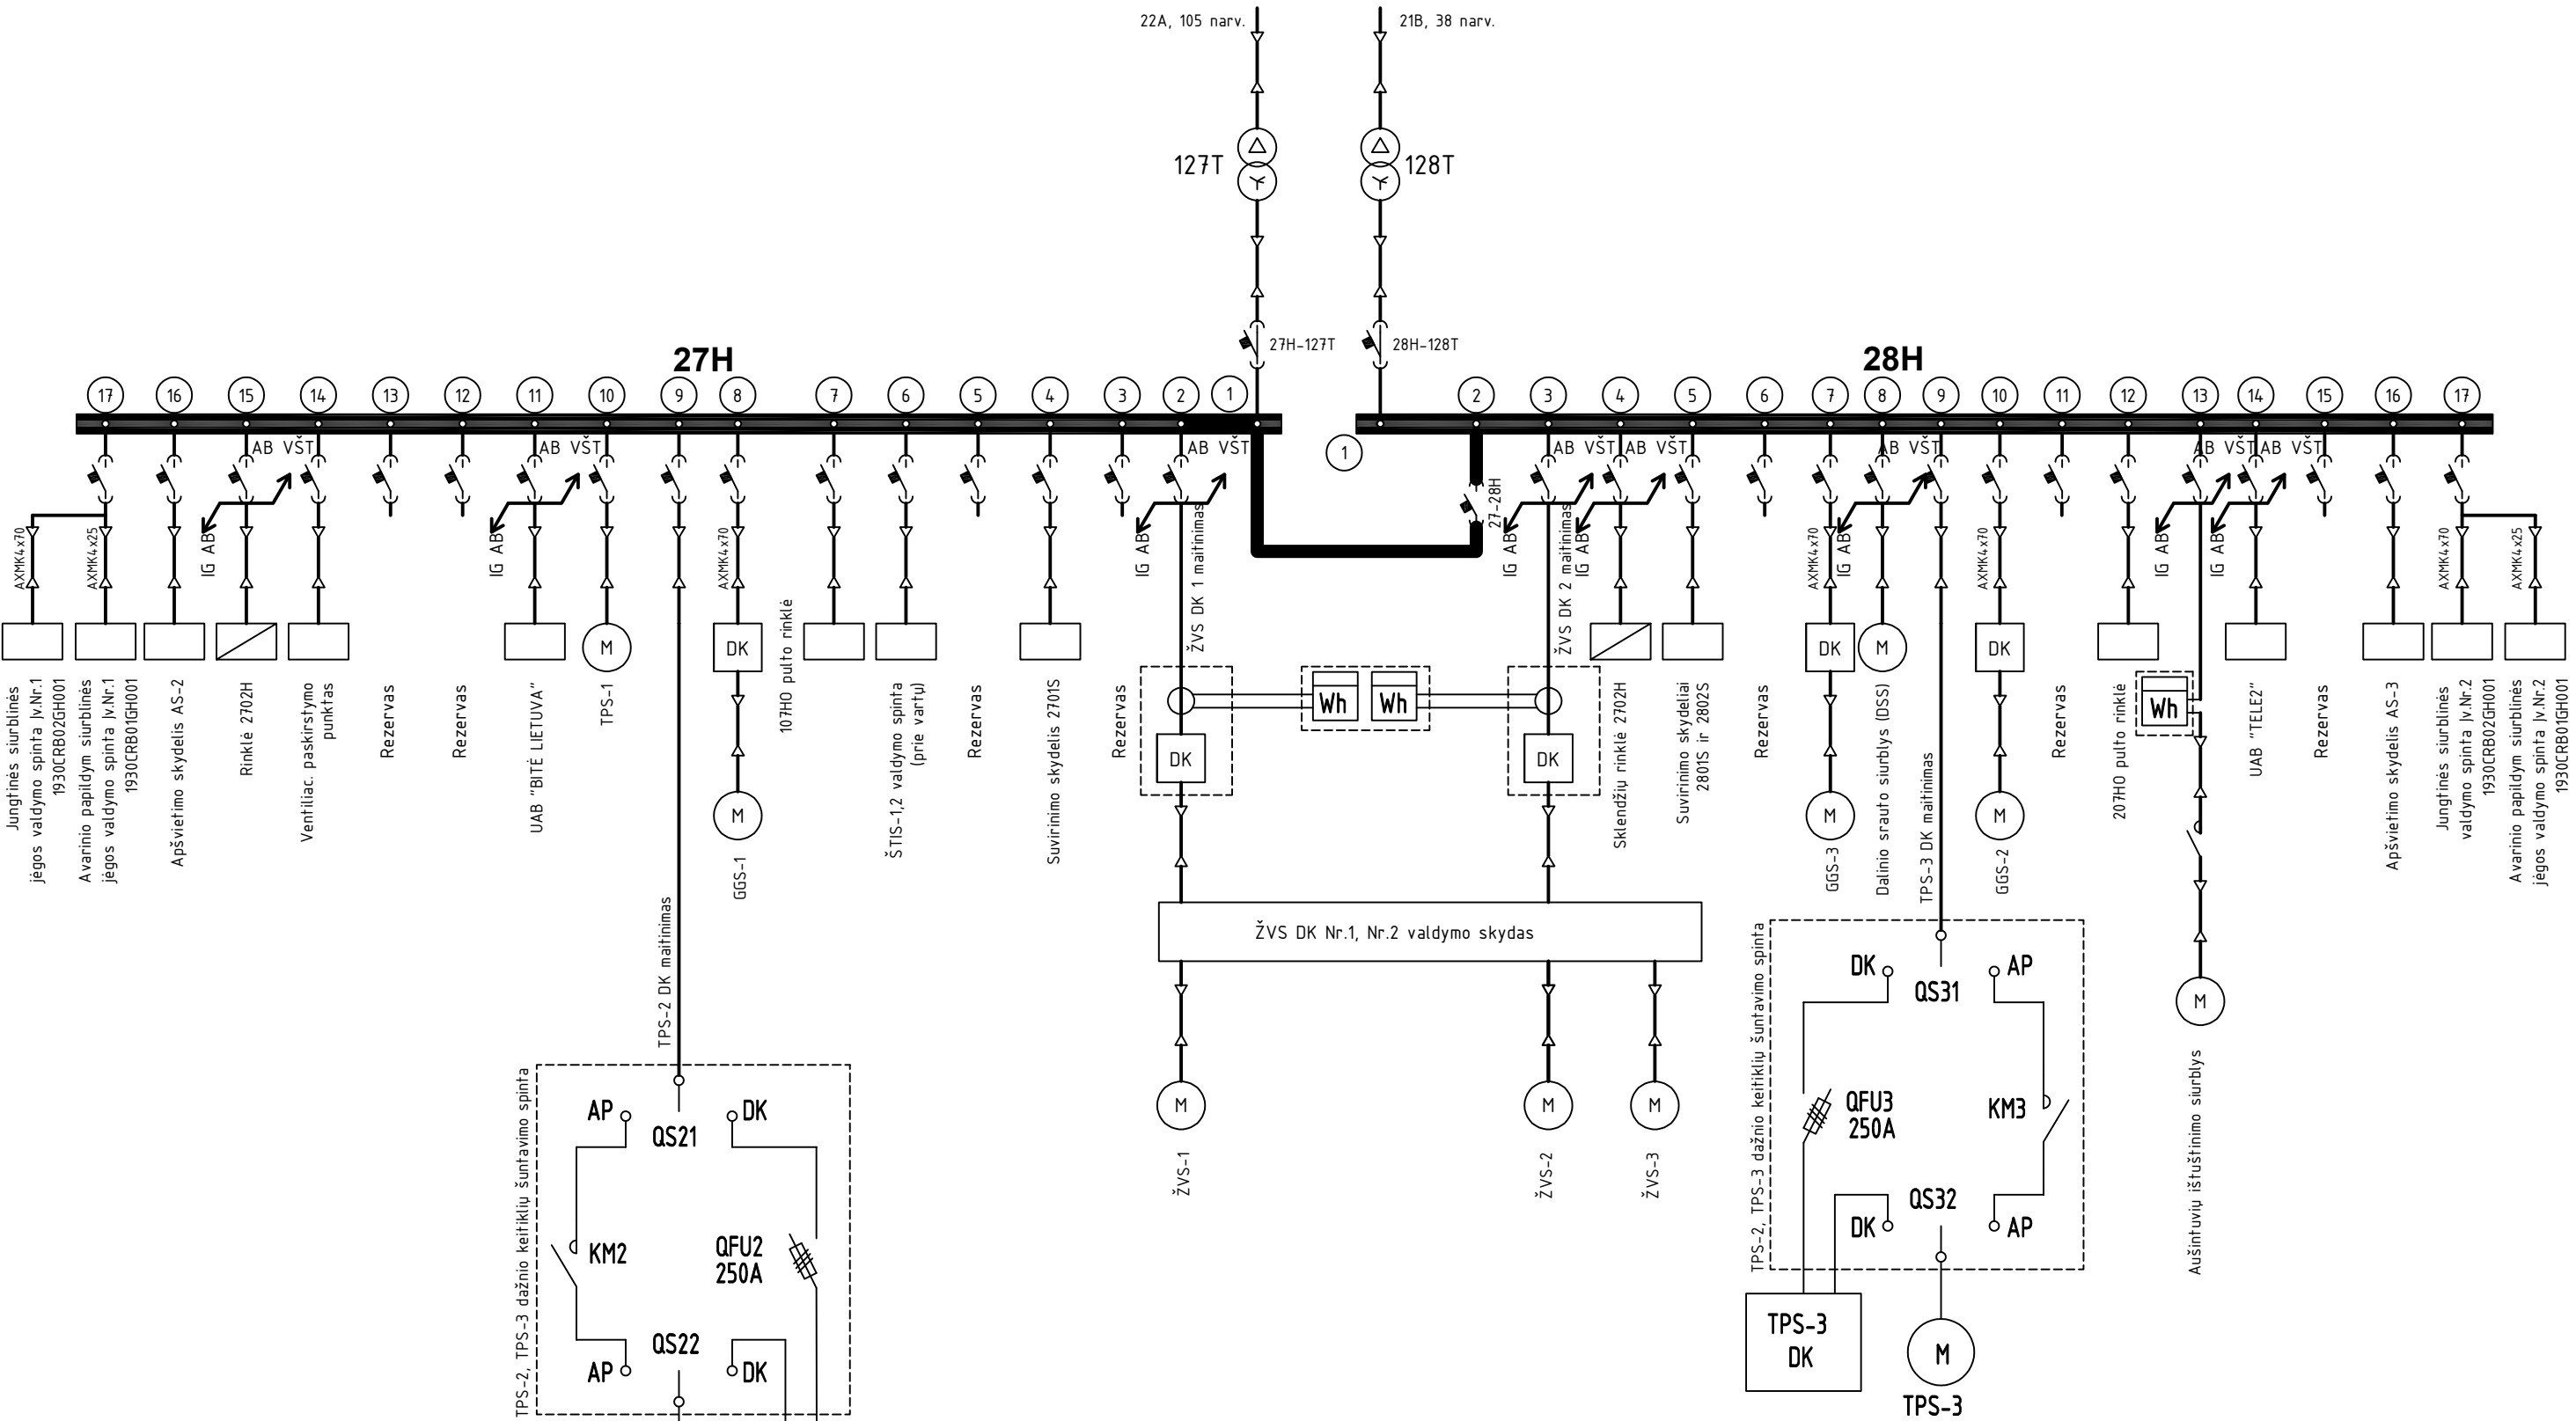 22A, 105 narv.
21B, 38 narv.
127T
128T
27H-127T
28H-128T
27H
28H
17
16
15
14
13
12
11
10
9
8
7
6
5
4
3
2
1
1
2
3
4
5
6
7
8
9
10
11
12
13
14
15
16
17
AB VŠT
AB VŠT
AB VŠT
AB VŠT
AB VŠT
AB VŠT
AB VŠT
AB VŠT
IG AB
IG AB
IG AB
IG AB
IG AB
IG AB
IG AB
IG AB
27-28H
AXMK4x70
AXMK4x25
AXMK4x70
AXMK4x70
AXMK4x70
AXMK4x70
AXMK4x25
Jungtinės siurblinės
jėgos valdymo spinta Įv.Nr.1
1930CRB02GH001
Avarinio papildym siurblinės
jėgos valdymo spinta Įv.Nr.1
1930CRB01GH001
Apšvietimo skydelis AS-2
Rinklė 2702H
Ventiliac. paskirstymo
punktas
Rezervas
Rezervas
UAB "BITĖ LIETUVA"
M
TPS-1
TPS-2 DK maitinimas
DK
M
GGS-1
107HO pulto rinklė
ŠTIS-1,2 valdymo spinta
(prie vartų)
Rezervas
Suvirinimo skydelis 2701S
Rezervas
ŽVS DK 1 maitinimas
Wh
Wh
DK
DK
ŽVS DK 2 maitinimas
Sklendžių rinklė 2702H
Suvirinimo skydeliai
2801S ir 2802S
Rezervas
DK
M
GGS-3
M
Dalinio srauto siurblys (DSS)
TPS-3 DK maitinimas
DK
M
GGS-2
Rezervas
207HO pulto rinklė
Wh
M
Aušintuvių ištuštinimo siurblys
UAB "TELE2"
Rezervas
Apšvietimo skydelis AS-3
Jungtinės siurblinės
valdymo spinta Įv.Nr.2
1930CRB02GH001
Avarinio papildym siurblinės
jėgos valdymo spinta Įv.Nr.2
1930CRB01GH001
ŽVS DK Nr.1, Nr.2 valdymo skydas
M
ŽVS-1
M
ŽVS-2
M
ŽVS-3
TPS-2, TPS-3 dažnio keitiklių šuntavimo spinta
AP
QS21
DK
KM2
QFU2
250A
QS22
AP
DK
TPS-2, TPS-3 dažnio keitiklių šuntavimo spinta
DK
QS31
AP
QFU3
250A
KM3
QS32
DK
AP
TPS-3
DK
M
TPS-3